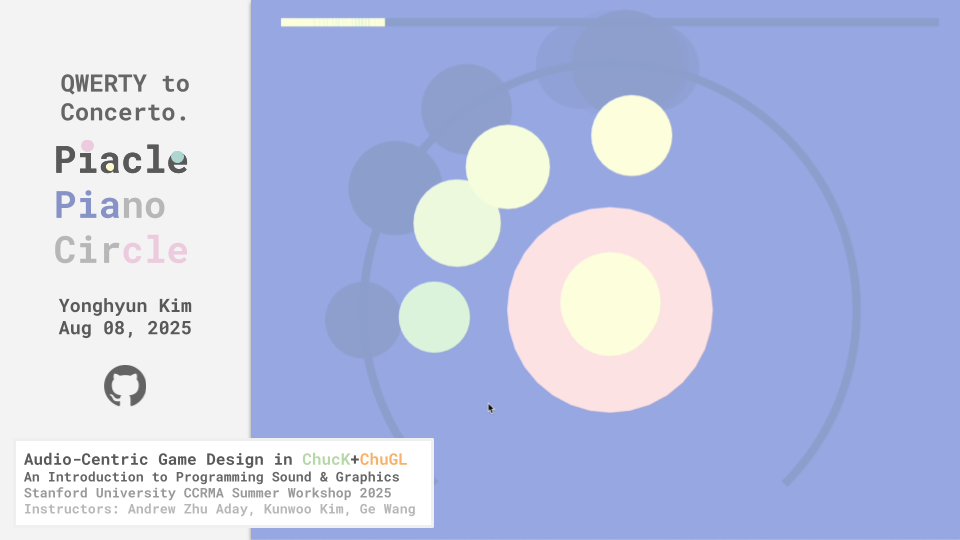 QWERTY to
Concerto.
Piacle
Piano
Circle
Yonghyun Kim
Aug 08, 2025
Audio-Centric Game Design in ChucK+ChuGL
An Introduction to Programming Sound & Graphics
Stanford University CCRMA Summer Workshop 2025
Instructors: Andrew Zhu Aday, Kunwoo Kim, Ge Wang